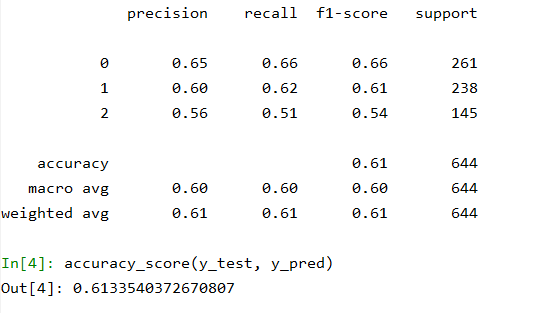 precision recall f1-score support
0 0.65 0.66 0.66 261
1 0.60 0.62 0.61 238
2 0.56 0.51 0.54 145
accuracy 0.61 644
macro avg 0.60 0.60 0.60 644
weighted avg 0.61 0.61 0.61 644
In[4]: accuracy_score(y_test, y_pred)
Out[4]: 0.6133540372670807